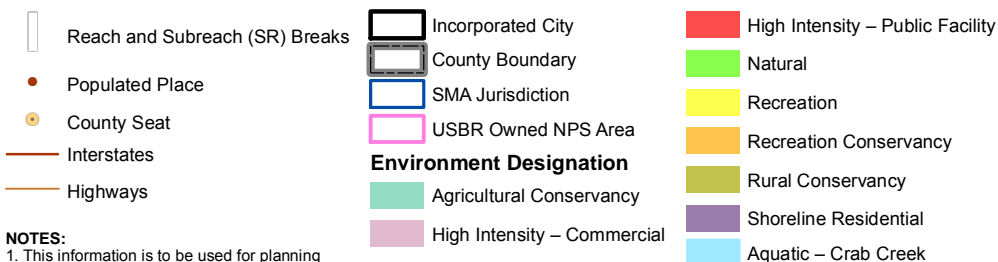 Reach and Subreach (SR) Breaks
Populated Place
County Seat
Interstates
Highways
NOTES:
1. This information is to be used for planning
Incorporated City
County Boundary
SMA Jurisdiction
USBR Owned NPS Area
Environment Designation
Agricultural Conservancy
High Intensity – Commercial
High Intensity – Public Facility
Natural
Recreation
Recreation Conservancy
Rural Conservancy
Shoreline Residential
Aquatic – Crab Creek